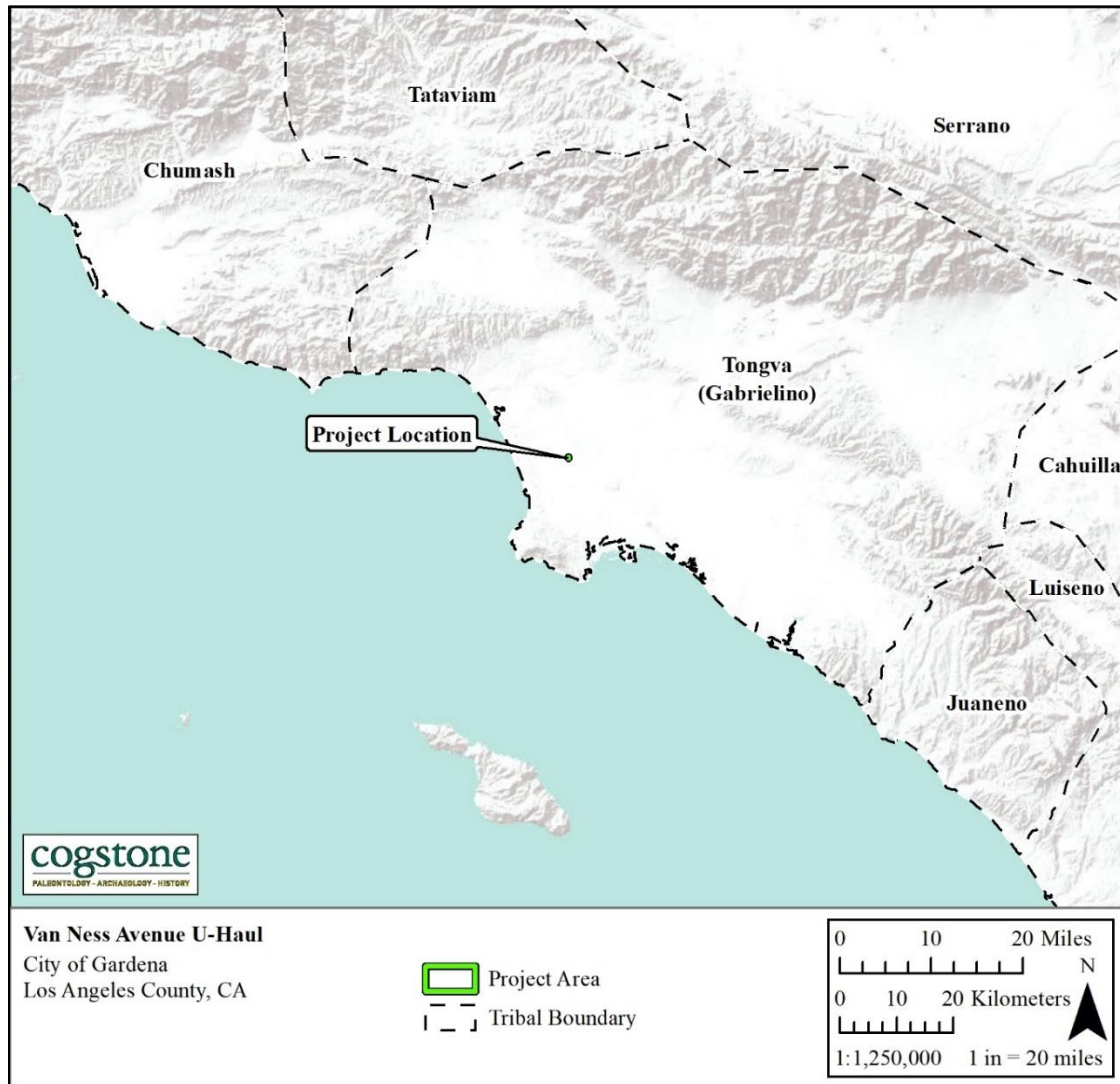 Tataviam
Serrano
Chumash
Tongva
(Gabrielino)
Project Location
Cahuilla
Luiseno
Juaneno
cogstone
PALEONTOLOGY - ARCHAEOLOGY - HISTORY
Van Ness Avenue U-Haul
City of Gardena
Los Angeles County, CA
Project Area
Tribal Boundary
0 10 20 Miles
N
0 10 20 Kilometers
1:1,250,000 1 in = 20 miles